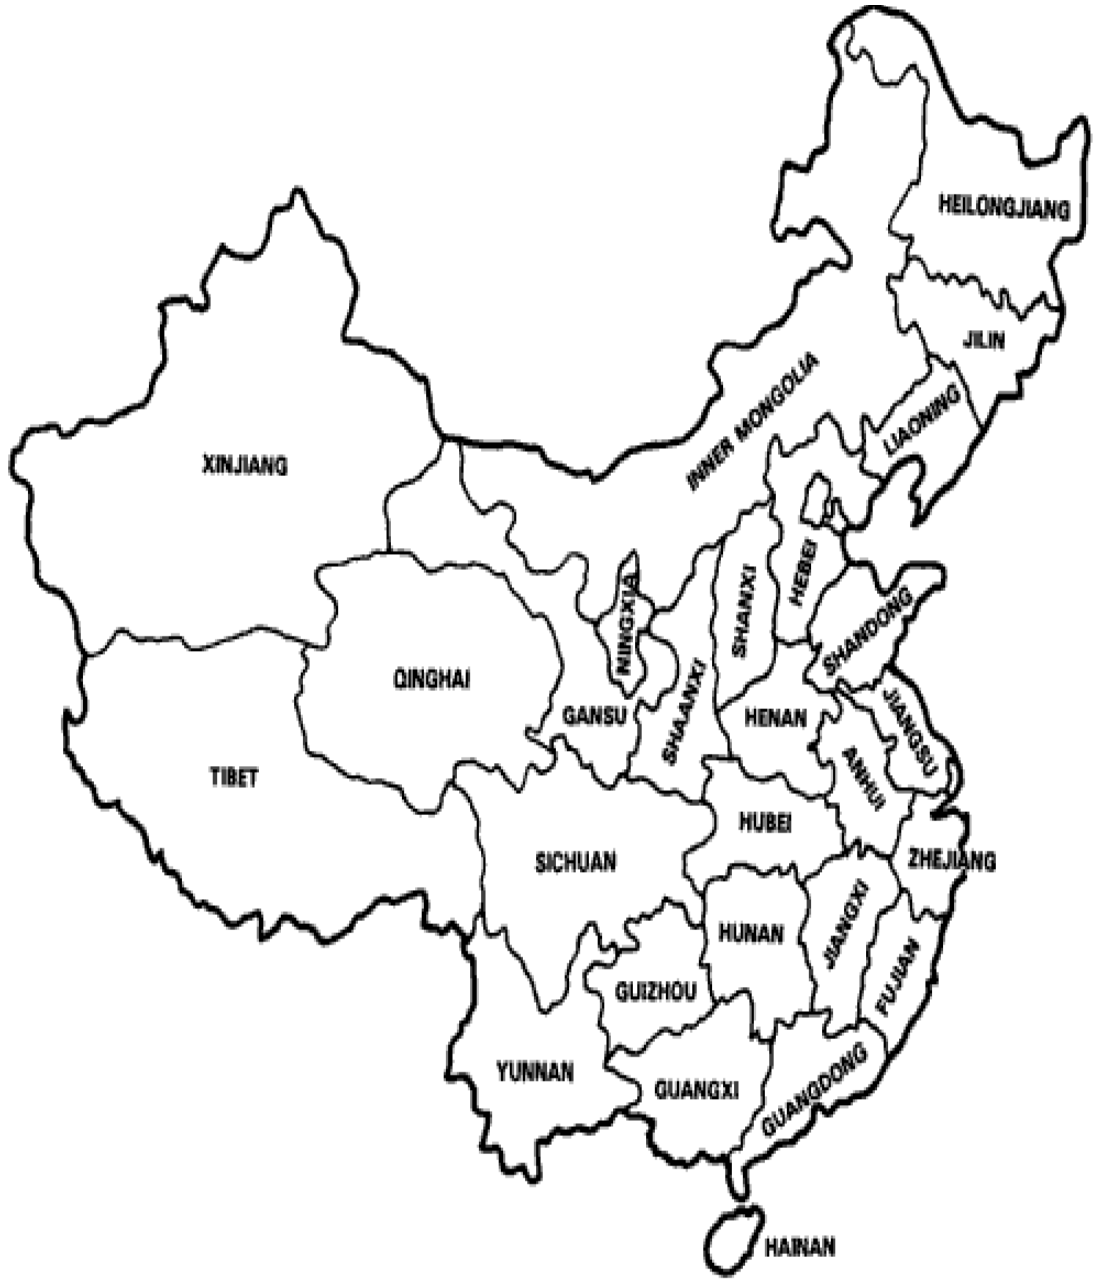 HEILONGJIANG
JILIN
INNER MONGOLIA
LIAONING
XINJIANG
HEBEI
NINGXIA
SHANXI
SHANDONG
QINGHAI
GANSU
SHAANXI
HENAN
JIANGSU
TIBET
ANHUI
HUBEI
SICHUAN
ZHEJIANG
HUNAN
JIANGXI
FUJIAN
GUIZHOU
YUNNAN
GUANGXI
GUANGDONG
HAINAN